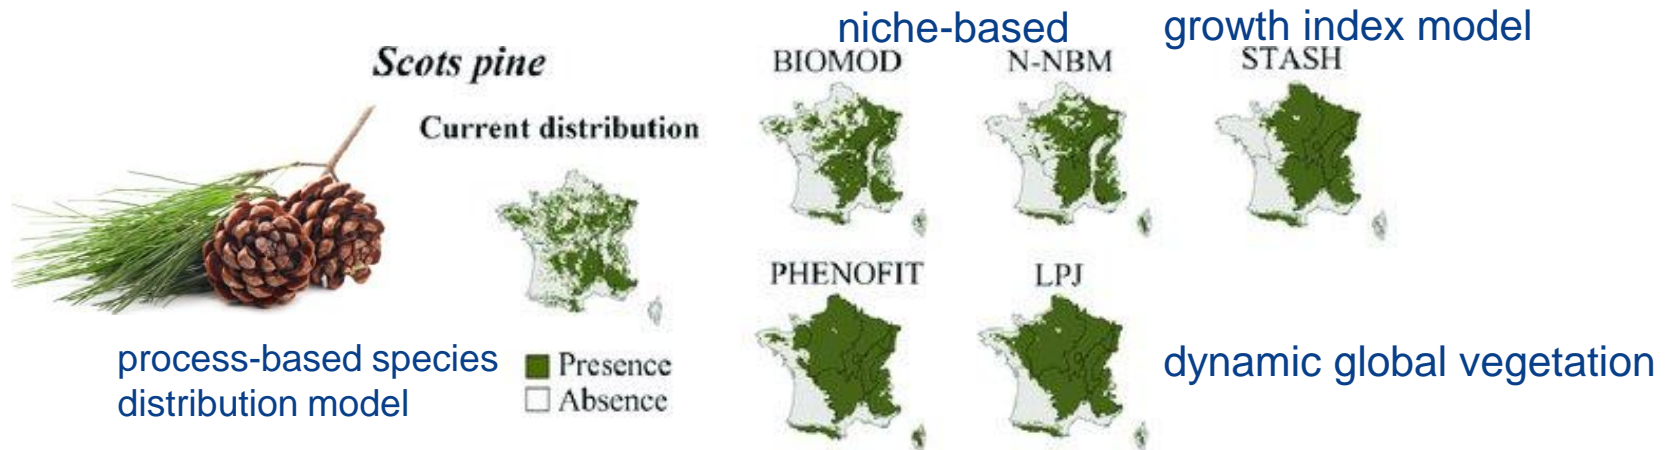 niche-based
growth index model
Scots pine
BIOMOD
N-NBM
STASH
Current distribution
PHENOFIT
LPJ
process-based species
distribution model
Presence
Absence
dynamic global vegetation